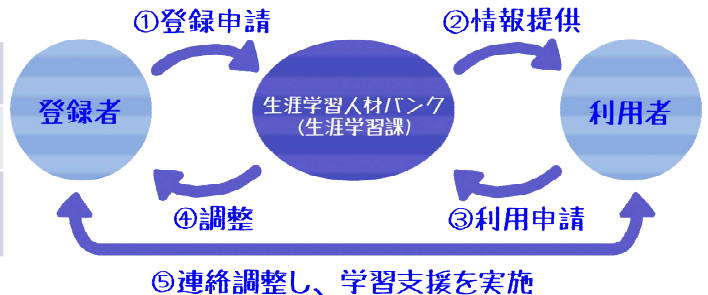 ①登録申請
②情報提供
登録者
生涯学習人材バンク
(生涯学習課)
利用者
④調整
③利用申請
⑤連絡調整し、学習支援を実施